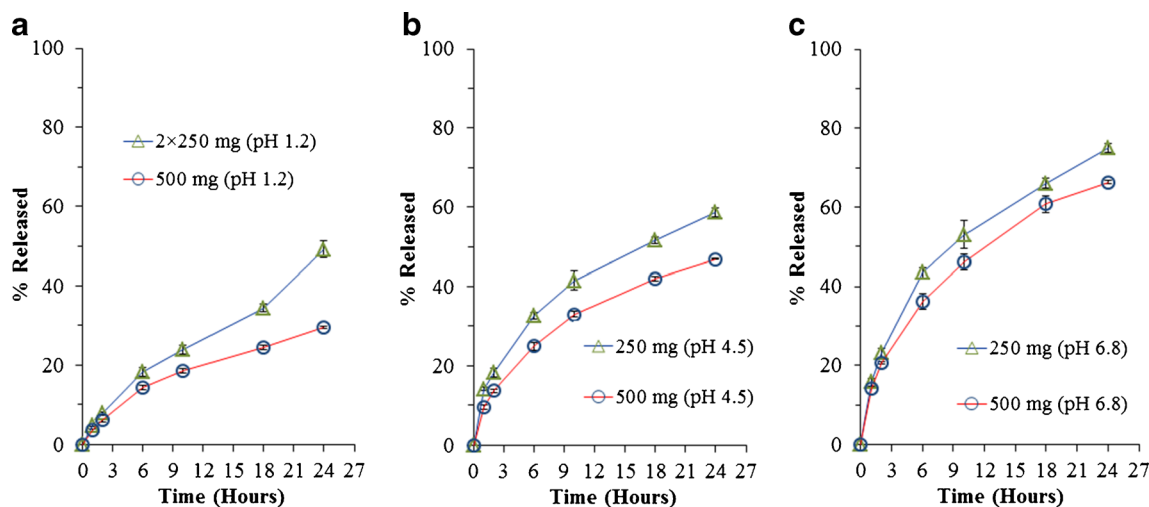 a
100
80
60
40
20
0
% Released
2×250 mg (pH 1.2)
500 mg (pH 1.2)
0 3 6 9 12 15 18 21 24 27
Time (Hours)
b
100
80
60
40
20
0
% Released
250 mg (pH 4.5)
500 mg (pH 4.5)
0 3 6 9 12 15 18 21 24 27
Time (Hours)
c
100
80
60
40
20
0
% Released
250 mg (pH 6.8)
500 mg (pH 6.8)
0 3 6 9 12 15 18 21 24 27
Time (Hours)